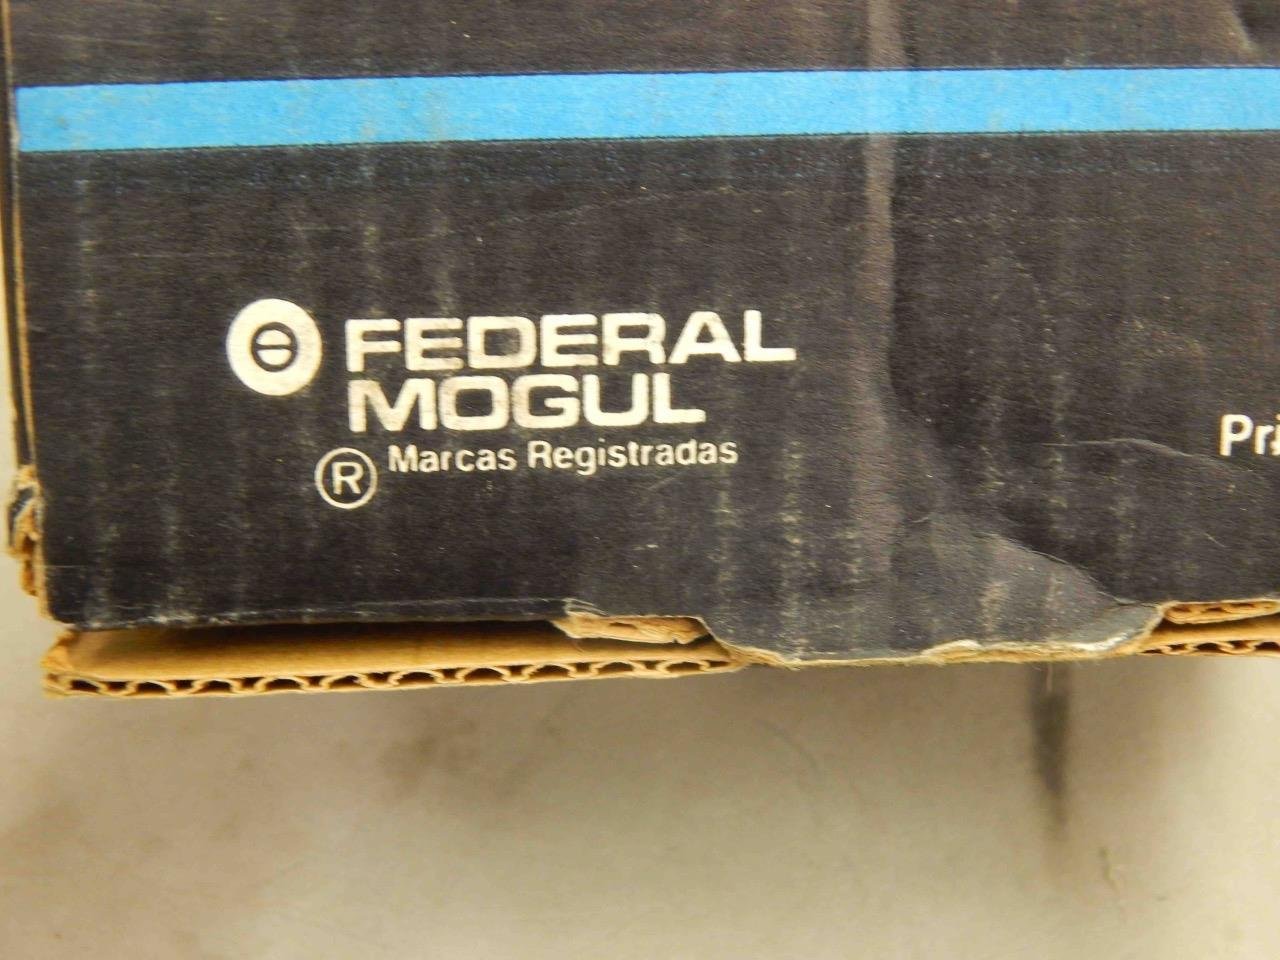 FEDERAL
MOGUL
® Marcas Registradas